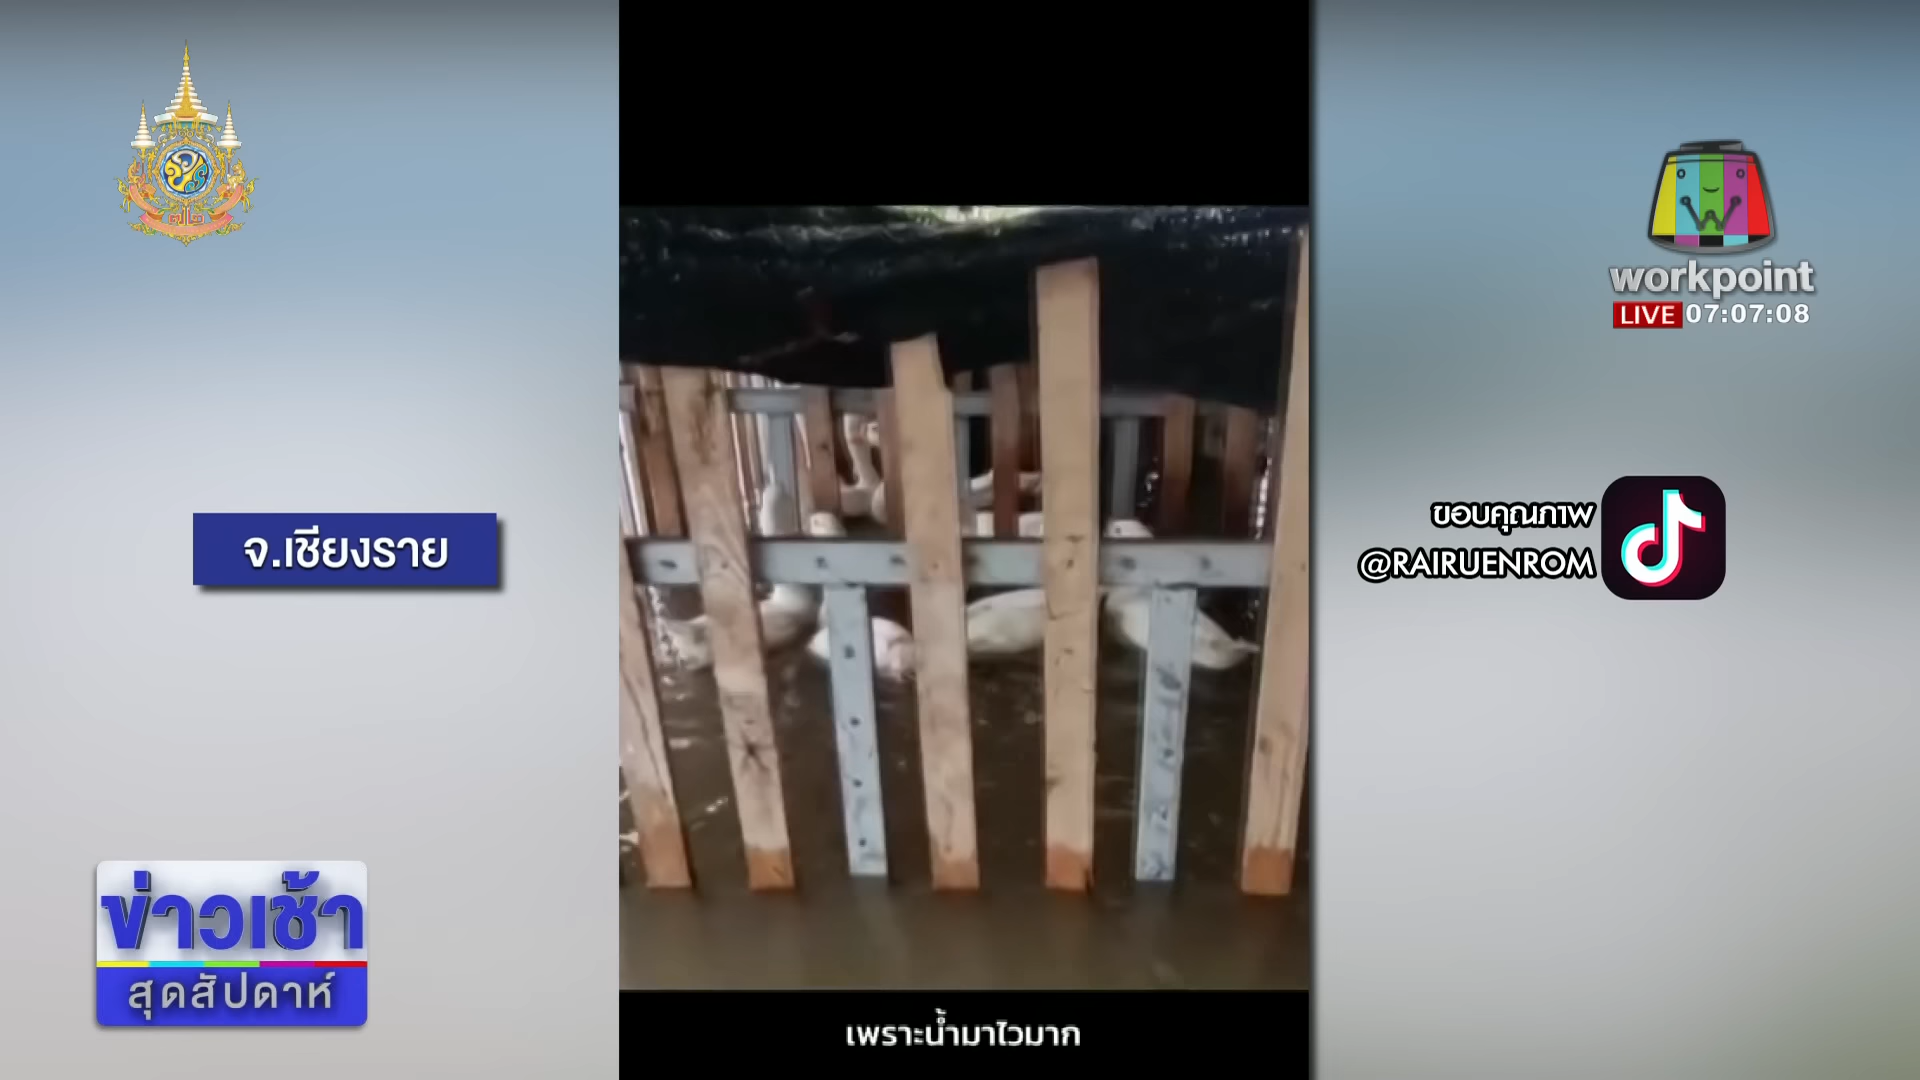 workpoint
LIVE 07:07:08
จ.เชียงราย
ขอบคุณภาพ
@RAIRUENROM
ข่าวเช้า
สุดสัปดาห์
เพราะน้ำมาไวมาก